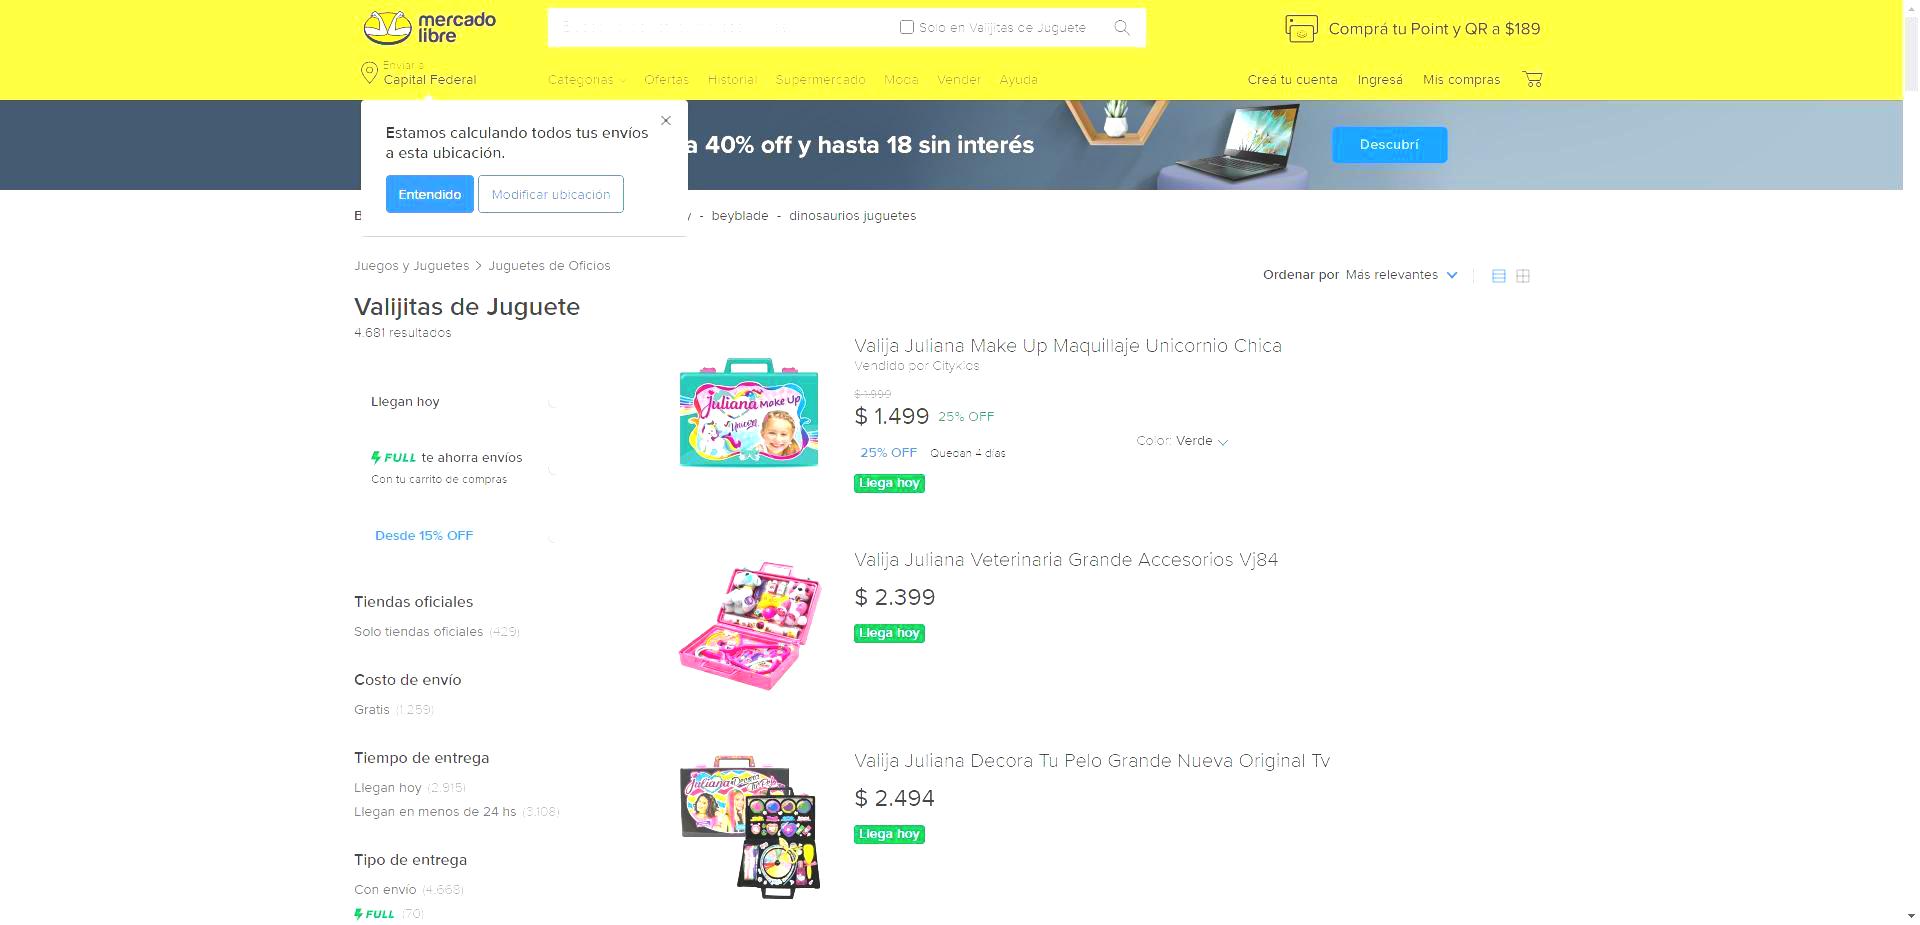 mercado
libre
Solo en Valijitas de Juguete
Comprá tu Point y QR a $189
Enviar a
Capital Federal
Categorías
Ofertas
Historial
Supermercado
Moda
Vender
Ayuda
Creá tu cuenta
Ingresá
Mis compras
Estamos calculando todos tus envíos
a esta ubicación.
Entendido
Modificar ubicación
a 40% off y hasta 18 sin interés
Descubrí
B
y - beyblade - dinosaurios juguetes
Juegos y Juguetes > Juguetes de Oficios
Ordenar por Más relevantes
Valijitas de Juguete
4.681 resultados
Llegan hoy
FULL te ahorra envíos
Con tu carrito de compras
Desde 15% OFF
Tiendas oficiales
Solo tiendas oficiales (429)
Costo de envío
Gratis (1.259)
Tiempo de entrega
Llegan hoy (2.915)
Llegan en menos de 24 hs (3.108)
Tipo de entrega
Con envío (4.668)
FULL (70)
Juliana Make Up
Unicorn
Valija Juliana Make Up Maquillaje Unicornio Chica
Vendido por Citykids
$ 1.999
$ 1.499 25% OFF
25% OFF Quedan 4 días
Color: Verde
Llega hoy
Valija Juliana Veterinaria Grande Accesorios Vj84
$ 2.399
Llega hoy
Juliana Decora
Tu Pelo
Valija Juliana Decora Tu Pelo Grande Nueva Original Tv
$ 2.494
Llega hoy